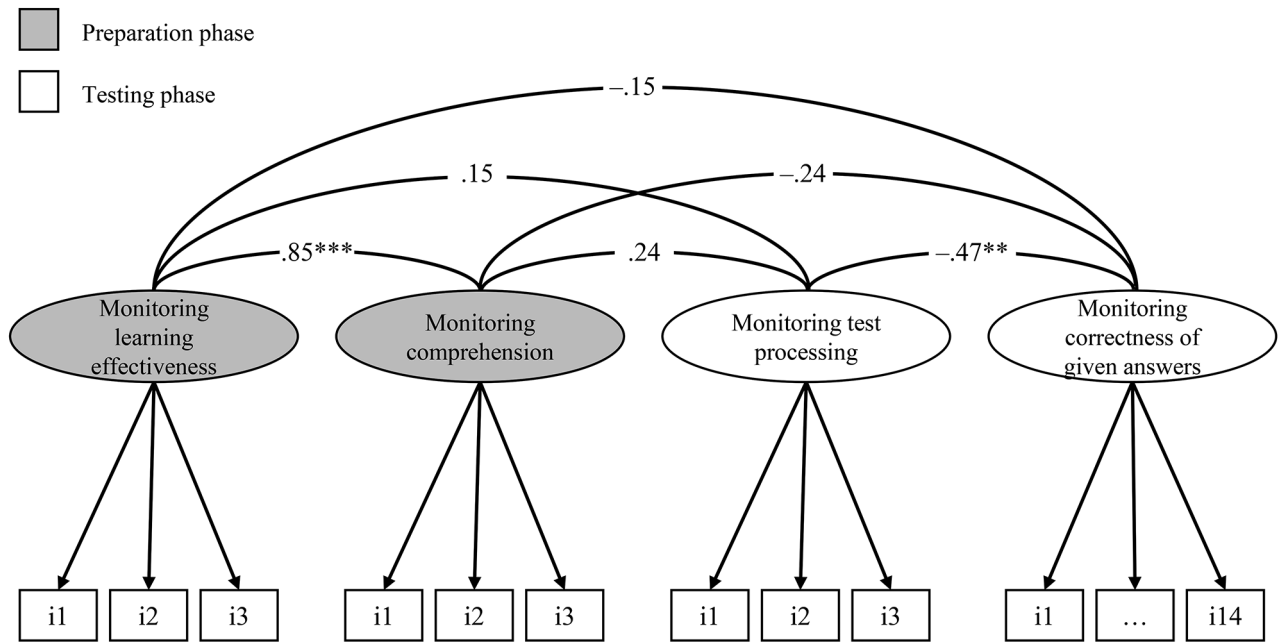 Preparation phase
Testing phase
–.15
.15
–.24
.85***
.24
–.47**
Monitoring
learning
effectiveness
Monitoring
comprehension
Monitoring test
processing
Monitoring
correctness of
given answers
i1
i2
i3
i1
i2
i3
i1
i2
i3
i1
…
i14